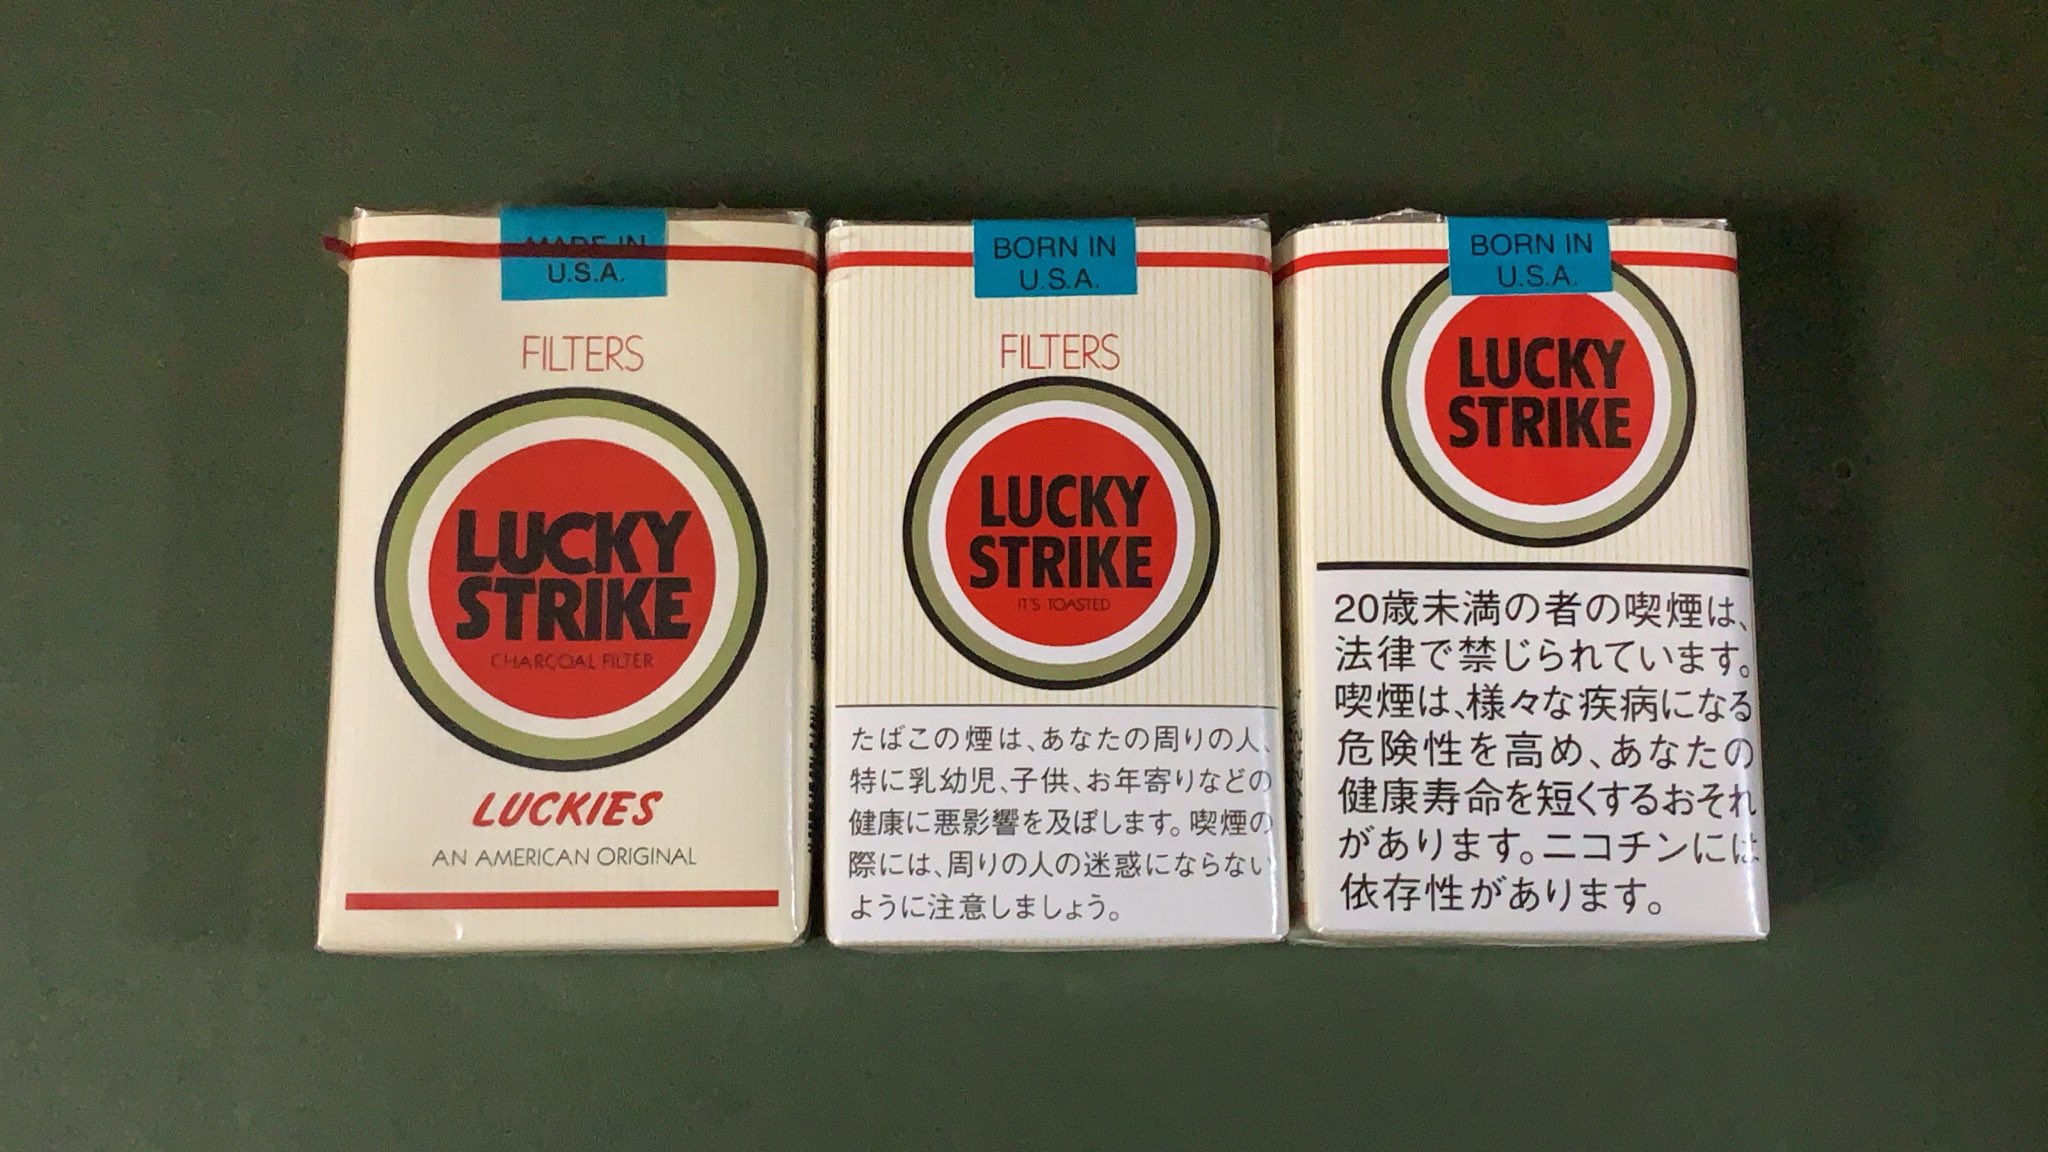 MADE IN
U.S.A.
FILTERS
LUCKY
STRIKE
CHARCOAL FILTER
LUCKIES
AN AMERICAN ORIGINAL
BORN IN
U.S.A.
FILTERS
LUCKY
STRIKE
IT'S TOASTED
たばこの煙は、あなたの周りの人、
特に乳幼児、子供、お年寄りなどの
健康に悪影響を及ぼします。喫煙の
際には、周りの人の迷惑にならない
ように注意しましょう。
BORN IN
U.S.A.
LUCKY
STRIKE
20歳未満の者の喫煙は、
法律で禁じられています。
喫煙は、様々な疾病になる
危険性を高め、あなたの
健康寿命を短くするおそれ
があります。ニコチンには
依存性があります。